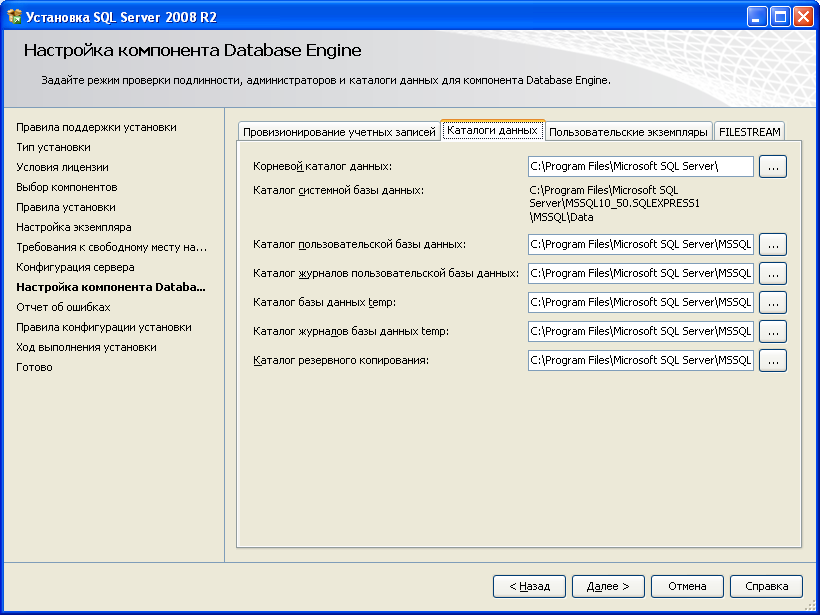 Установка SQL Server 2008 R2
Настройка компонента Database Engine
Задайте режим проверки подлинности, администраторов и каталоги данных для компонента Database Engine.
Правила поддержки установки
Тип установки
Условия лицензии
Выбор компонентов
Правила установки
Настройка экземпляра
Требования к свободному месту на...
Конфигурация сервера
Настройка компонента Databa...
Отчет об ошибках
Правила конфигурации установки
Ход выполнения установки
Готово
Провизионирование учетных записей Каталоги данных Пользовательские экземпляры FILESTREAM
Корневой каталог данных: C:\Program Files\Microsoft SQL Server\ ...
Каталог системной базы данных: C:\Program Files\Microsoft SQL
Server\MSSQL10_50.SQLEXPRESS1
\MSSQL\Data
Каталог пользовательской базы данных: C:\Program Files\Microsoft SQL Server\MSSQL ...
Каталог журналов пользовательской базы данных: C:\Program Files\Microsoft SQL Server\MSSQL ...
Каталог базы данных temp: C:\Program Files\Microsoft SQL Server\MSSQL ...
Каталог журналов базы данных temp: C:\Program Files\Microsoft SQL Server\MSSQL ...
Каталог резервного копирования: C:\Program Files\Microsoft SQL Server\MSSQL ...
< Назад Далее > Отмена Справка